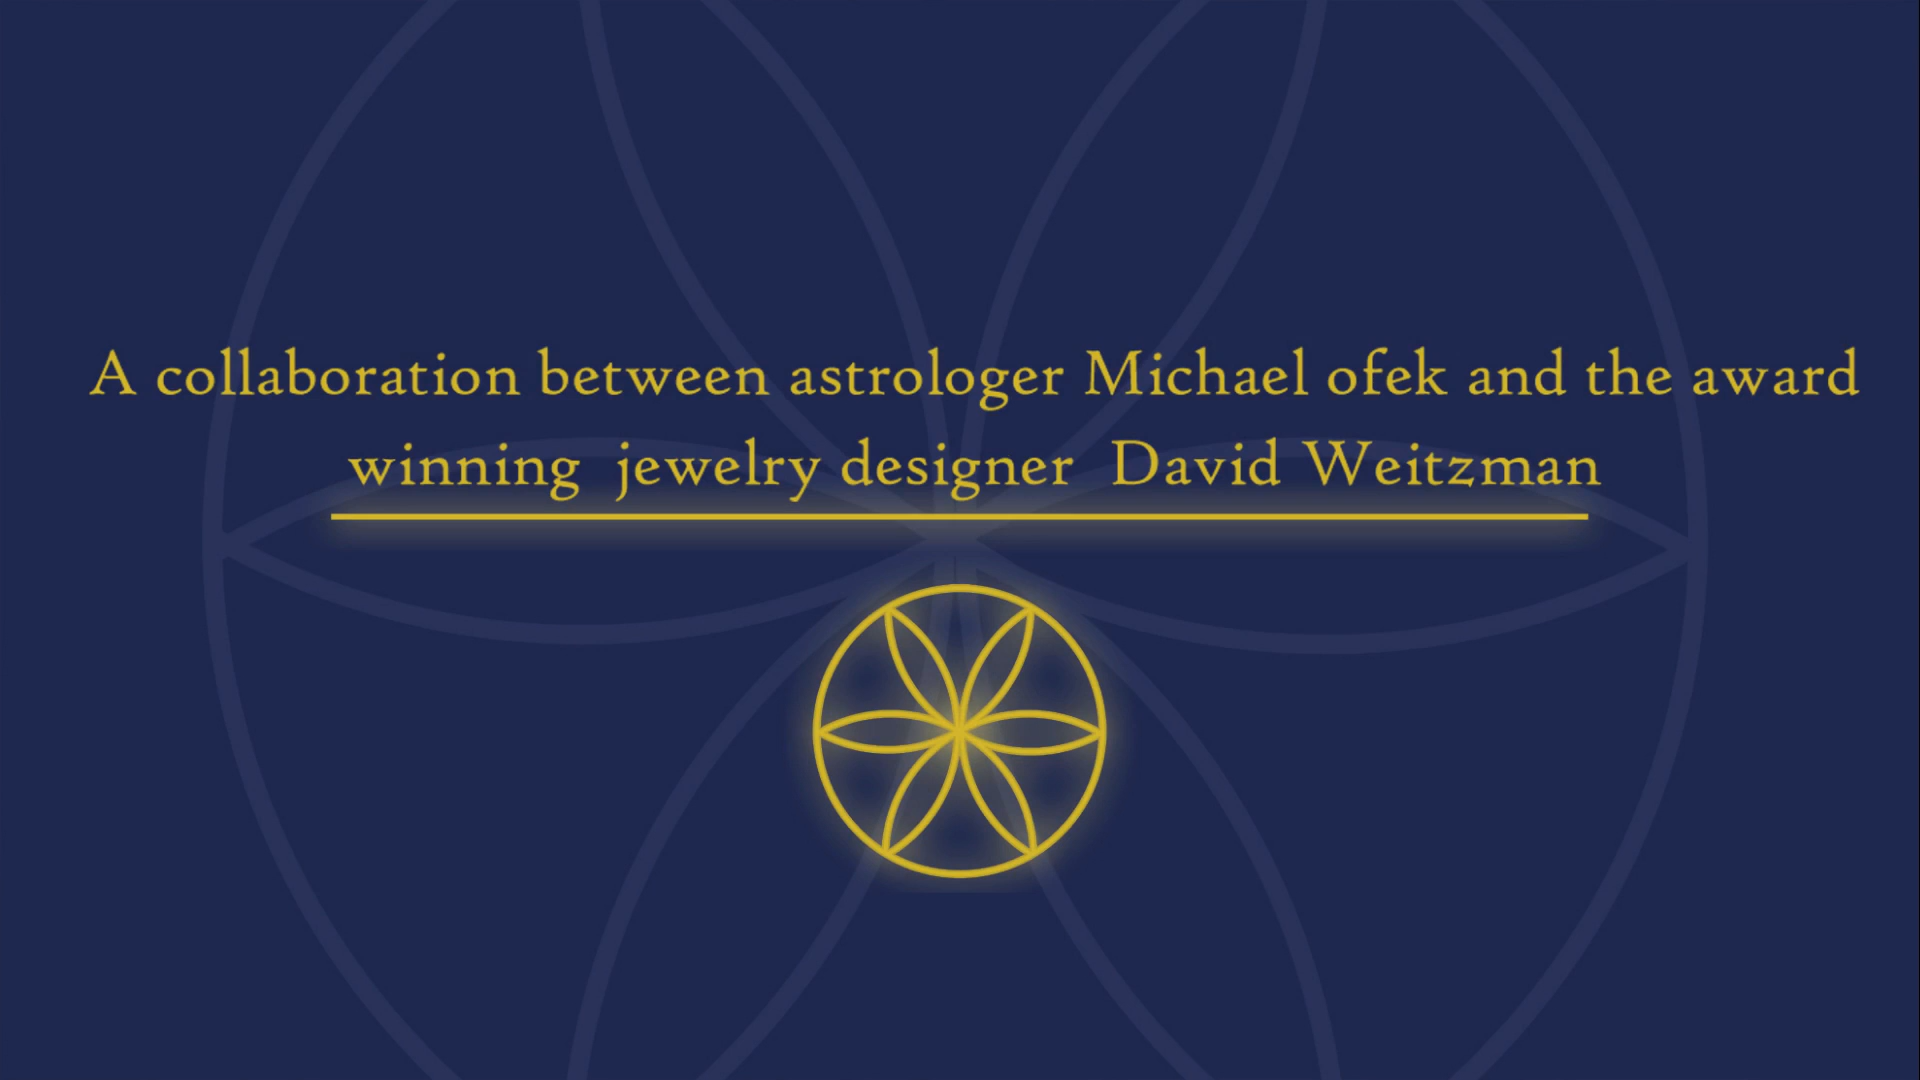 A collaboration between astrologer Michael ofek and the award
winning jewelry designer David Weitzman